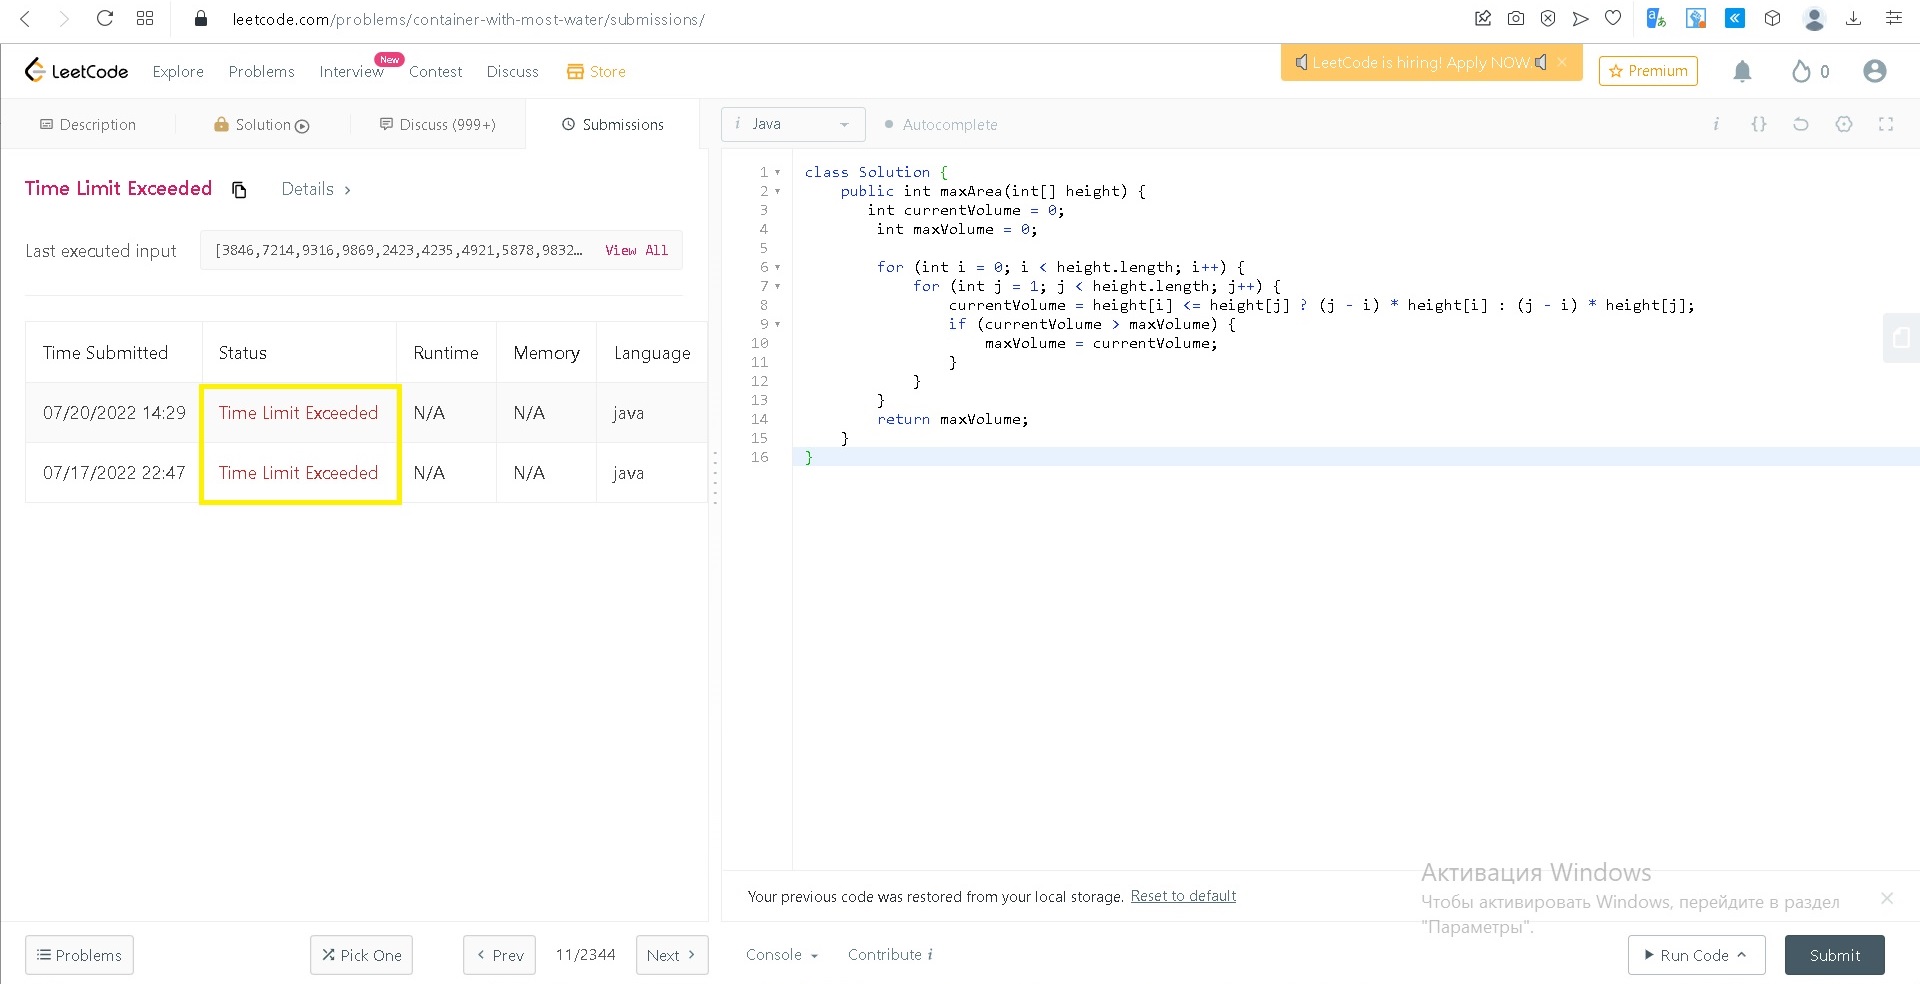 leetcode.com/problems/container-with-most-water/submissions/
LeetCode Explore Problems Interview New Contest Discuss Store LeetCode is hiring! Apply NOW. Premium 0
Description Solution Discuss (999+) Submissions
Time Limit Exceeded Details >
Last executed input [3846,7214,9316,9869,2423,4235,4921,5878,9832… View All
Time Submitted Status Runtime Memory Language
07/20/2022 14:29 Time Limit Exceeded N/A N/A java
07/17/2022 22:47 Time Limit Exceeded N/A N/A java
i Java Autocomplete
1 class Solution {
2 public int maxArea(int[] height) {
3 int currentVolume = 0;
4 int maxVolume = 0;
5
6 for (int i = 0; i < height.length; i++) {
7 for (int j = 1; j < height.length; j++) {
8 currentVolume = height[i] <= height[j] ? (j - i) * height[i] : (j - i) * height[j];
9 if (currentVolume > maxVolume) {
10 maxVolume = currentVolume;
11 }
12 }
13 }
14 return maxVolume;
15 }
16 }
Your previous code was restored from your local storage. Reset to default
Активация Windows
Чтобы активировать Windows, перейдите в раздел
"Параметры".
Problems Pick One < Prev 11/2344 Next > Console Contribute i Run Code Submit